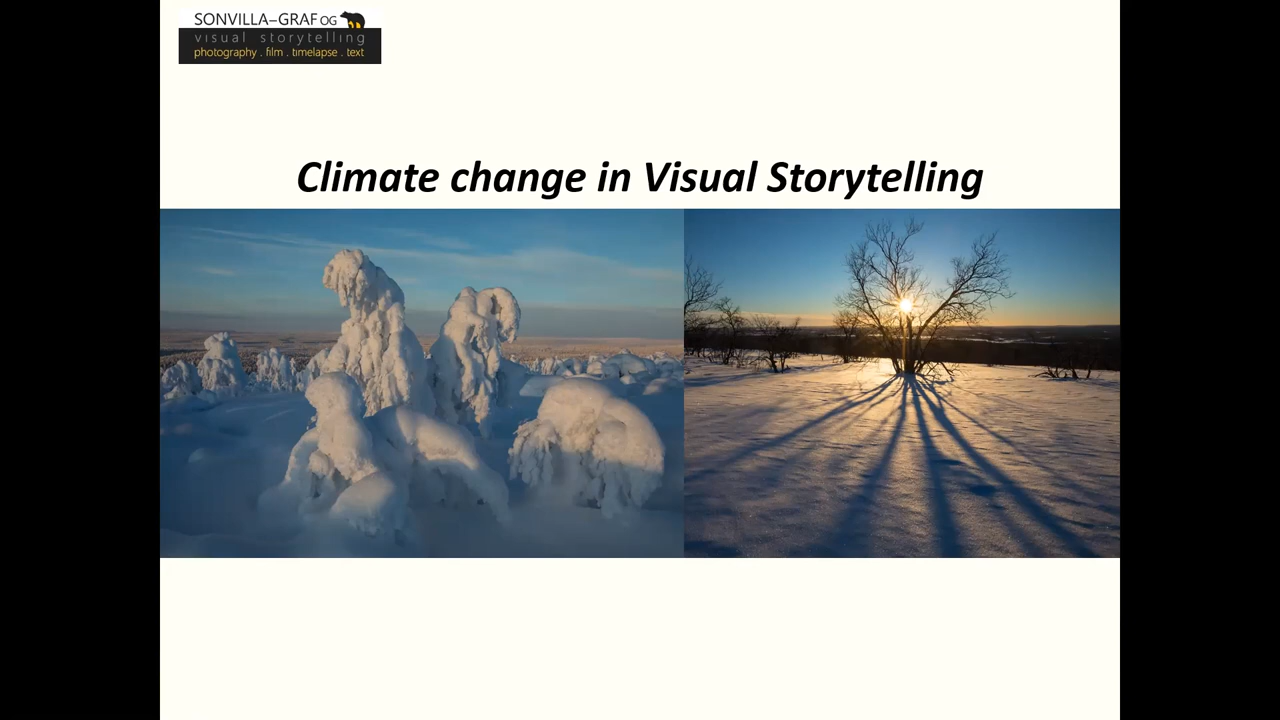 SONVILLA–GRAF OG
visual storytelling
photography . film . timelapse . text
Climate change in Visual Storytelling